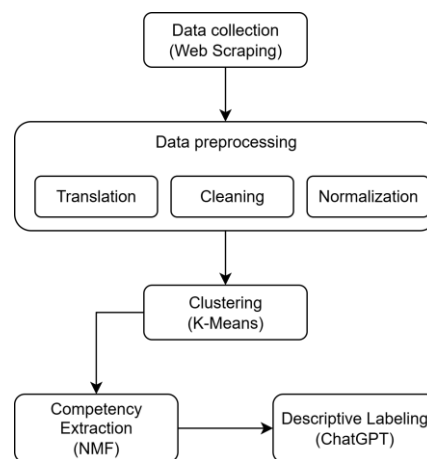 Data collection
(Web Scraping)
Data preprocessing
Translation
Cleaning
Normalization
Clustering
(K-Means)
Competency
Extraction
(NMF)
Descriptive Labeling
(ChatGPT)